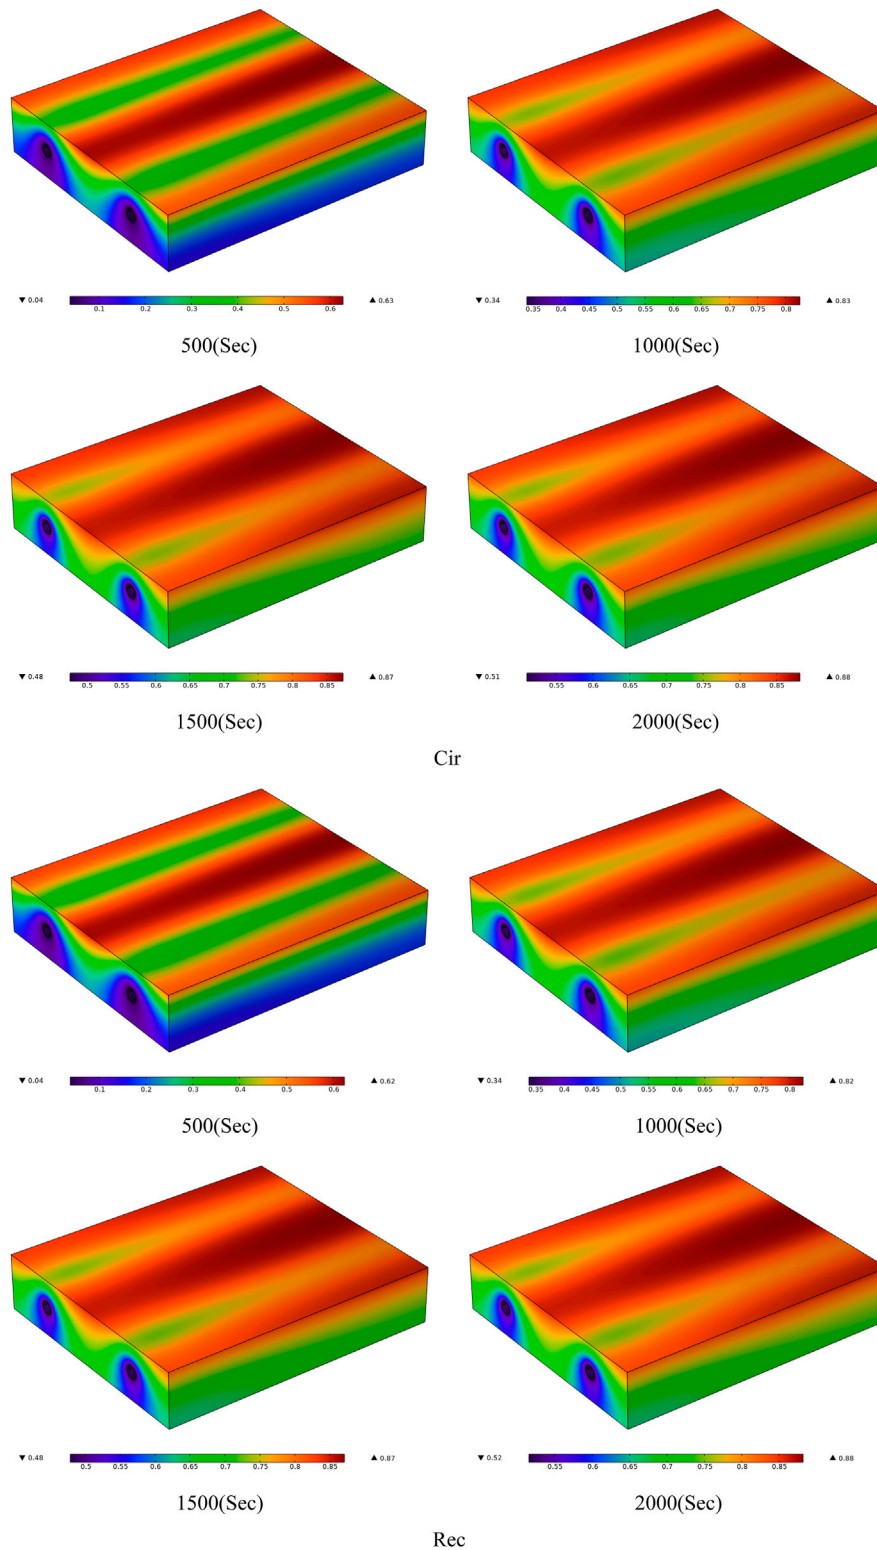 ▼ 0.04 0.1 0.2 0.3 0.4 0.5 0.6 ▲ 0.63
500(Sec)
▼ 0.34 0.35 0.4 0.45 0.5 0.55 0.6 0.65 0.7 0.75 0.8 ▲ 0.83
1000(Sec)
▼ 0.48 0.5 0.55 0.6 0.65 0.7 0.75 0.8 0.85 ▲ 0.87
1500(Sec)
▼ 0.51 0.55 0.6 0.65 0.7 0.75 0.8 0.85 ▲ 0.88
2000(Sec)
Cir
▼ 0.04 0.1 0.2 0.3 0.4 0.5 0.6 ▲ 0.62
500(Sec)
▼ 0.34 0.35 0.4 0.45 0.5 0.55 0.6 0.65 0.7 0.75 0.8 ▲ 0.82
1000(Sec)
▼ 0.48 0.5 0.55 0.6 0.65 0.7 0.75 0.8 0.85 ▲ 0.87
1500(Sec)
▼ 0.52 0.55 0.6 0.65 0.7 0.75 0.8 0.85 ▲ 0.88
2000(Sec)
Rec